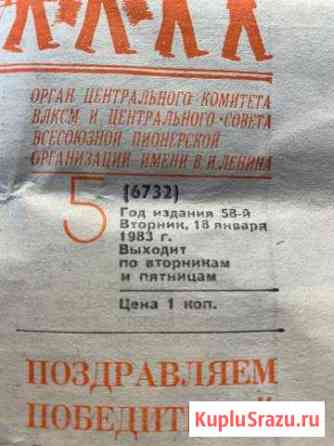 ОРГАН ЦЕНТРАЛЬНОГО КОМИТЕТА
ВЛКСМ И ЦЕНТРАЛЬНОГО СОВЕТА
ВСЕСОЮЗНОЙ ПИОНЕРСКОЙ
ОРГАНИЗАЦИИ ИМЕНИ В.И.ЛЕНИНА
5
(6732)
Год издания 58-й
Вторник, 18 января
1983 г.
Выходит
по вторникам
и пятницам
Цена 1 коп.
ПОЗДРАВЛЯЕМ
KupluSrazu.ru